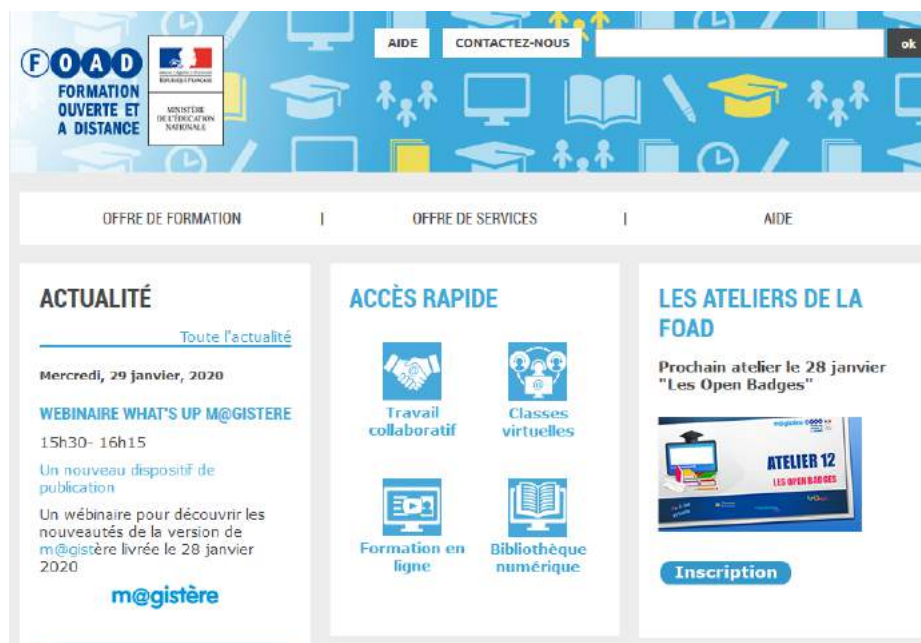 AIDE
CONTACTEZ-NOUS
ok
FOAD
FORMATION
OUVERTE ET
A DISTANCE
RÉPUBLIQUE FRANÇAISE
MINISTÈRE
DE L'ÉDUCATION
NATIONALE
OFFRE DE FORMATION | OFFRE DE SERVICES | AIDE
ACTUALITÉ
Toute l'actualité
Mercredi, 29 janvier, 2020
WEBINAIRE WHAT'S UP M@GISTERE
15h30- 16h15
Un nouveau dispositif de
publication
Un wébinaire pour découvrir les
nouveautés de la version de
m@gistère livrée le 28 janvier
2020
m@gistère
ACCÈS RAPIDE
Travail
collaboratif
Classes
virtuelles
Formation en
ligne
Bibliothèque
numérique
LES ATELIERS DE LA
FOAD
Prochain atelier le 28 janvier
"Les Open Badges"
m@gistère FOAD
ATELIER 12
LES OPEN BADGES
Inscription